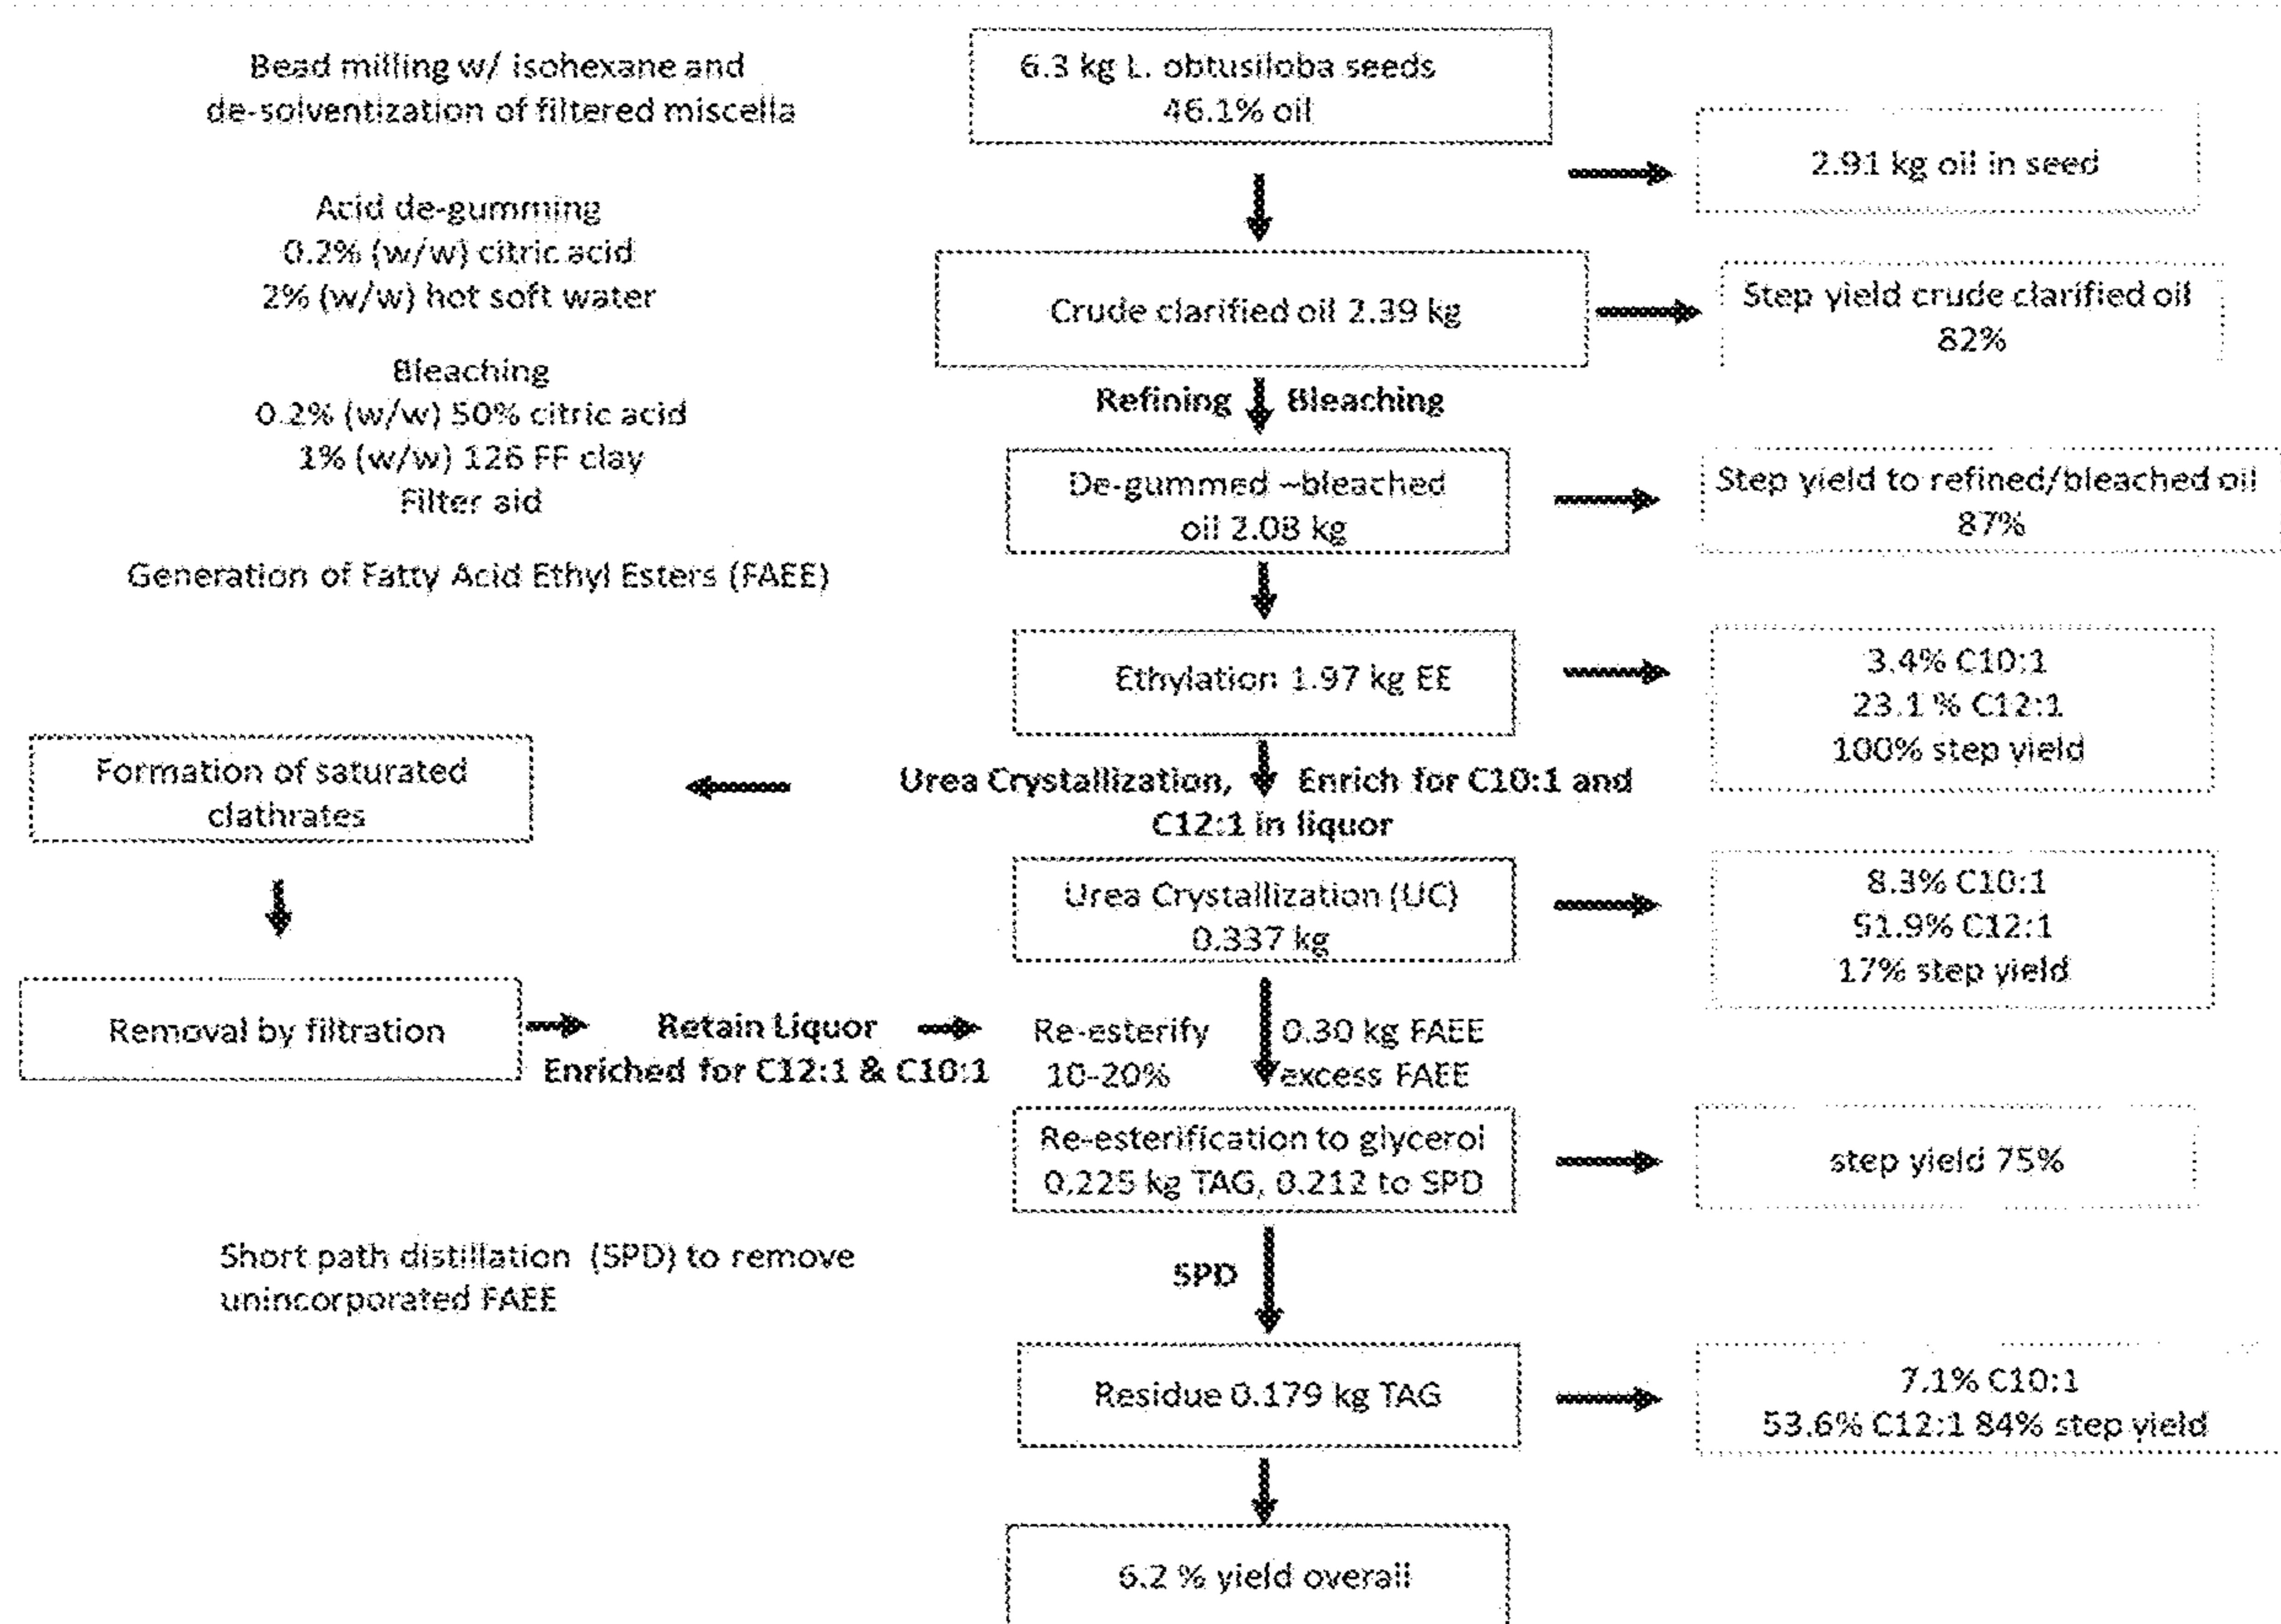 Bead milling w/ isohexane and
de-solventization of filtered miscella
6.3 kg L. obtusiloba seeds
46.1% oil
2.91 kg oil in seed
Acid de-gumming
0.2% (w/w) citric acid
2% (w/w) hot soft water
Crude clarified oil 2.39 kg
Step yield crude clarified oil
82%
Bleaching
0.2% (w/w) 50% citric acid
1% (w/w) 126 FF clay
Filter aid
Refining Bleaching
De-gummed –bleached
oil 2.08 kg
Step yield to refined/bleached oil
87%
Generation of Fatty Acid Ethyl Esters (FAEE)
Ethylation 1.97 kg EE
3.4% C10:1
23.1 % C12:1
100% step yield
Formation of saturated
clathrates
Urea Crystallization, Enrich for C10:1 and
C12:1 in liquor
Urea Crystallization (UC)
0.337 kg
8.3% C10:1
51.9% C12:1
17% step yield
Removal by filtration
Retain Liquor
Enriched for C12:1 & C10:1
Re-esterify 0.30 kg FAEE
10-20% excess FAEE
Re-esterification to glycerol
0.225 kg TAG, 0.212 to SPD
step yield 75%
Short path distillation (SPD) to remove
unincorporated FAEE
SPD
Residue 0.179 kg TAG
7.1% C10:1
53.6% C12:1 84% step yield
6.2 % yield overall